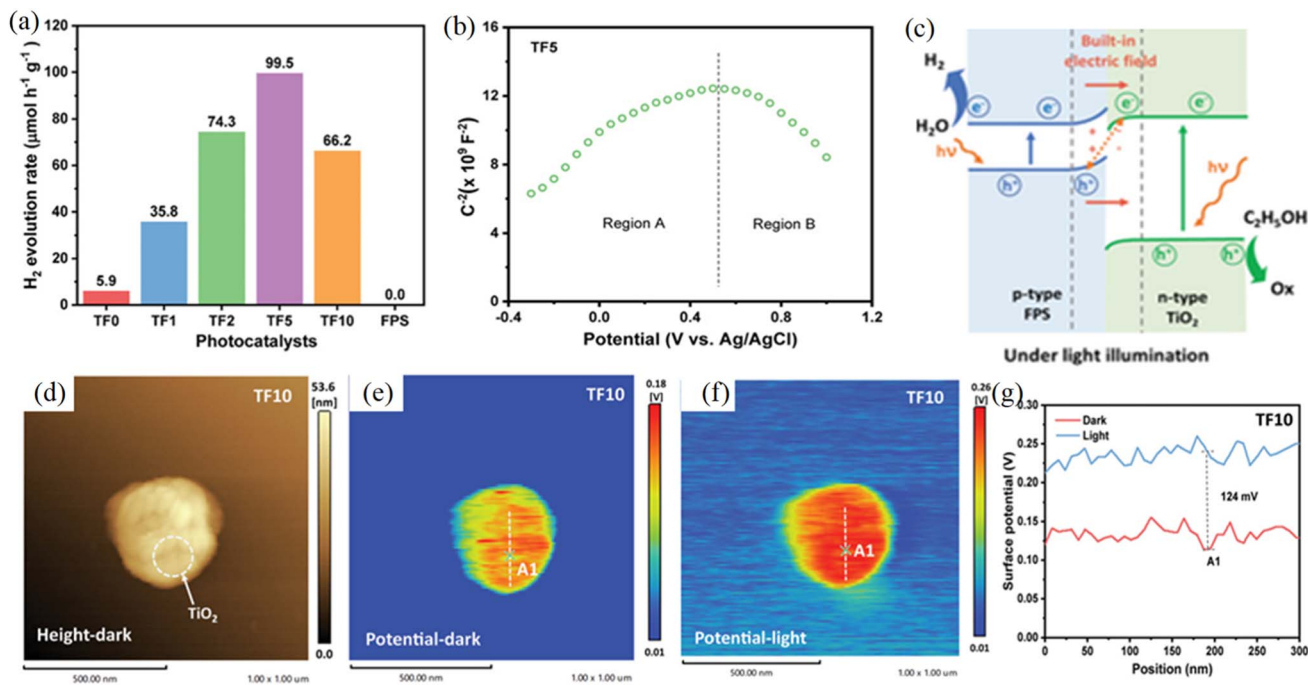 (a)
H₂ evolution rate (μmol h⁻¹ g⁻¹)
120
100
80
60
40
20
0
5.9
35.8
74.3
99.5
66.2
0.0
TF0 TF1 TF2 TF5 TF10 FPS
Photocatalysts
(b)
TF5
C⁻²(x 10⁹ F⁻²)
16
12
8
4
0
Region A
Region B
-0.4 0.0 0.4 0.8 1.2
Potential (V vs. Ag/AgCl)
(c)
Built-in
electric field
H₂
H₂O
e⁻ e⁻ e⁻ e⁻
hν
hν
h⁺ h⁺
C₂H₅OH
h⁺ h⁺
Ox
p-type
FPS
n-type
TiO₂
Under light illumination
(d)
TF10
53.6
[nm]
TiO₂
Height-dark
0.0
500.00 nm
1.00 x 1.00 um
(e)
TF10
0.18
[V]
A1
Potential-dark
0.01
500.00 nm
1.00 x 1.00 um
(f)
TF10
0.26
[V]
A1
Potential-light
0.01
500.00 nm
1.00 x 1.00 um
(g)
TF10
Dark
Light
Surface potential (V)
0.30
0.25
0.20
0.15
0.10
0.05
0.00
124 mV
A1
0 50 100 150 200 250 300
Position (nm)